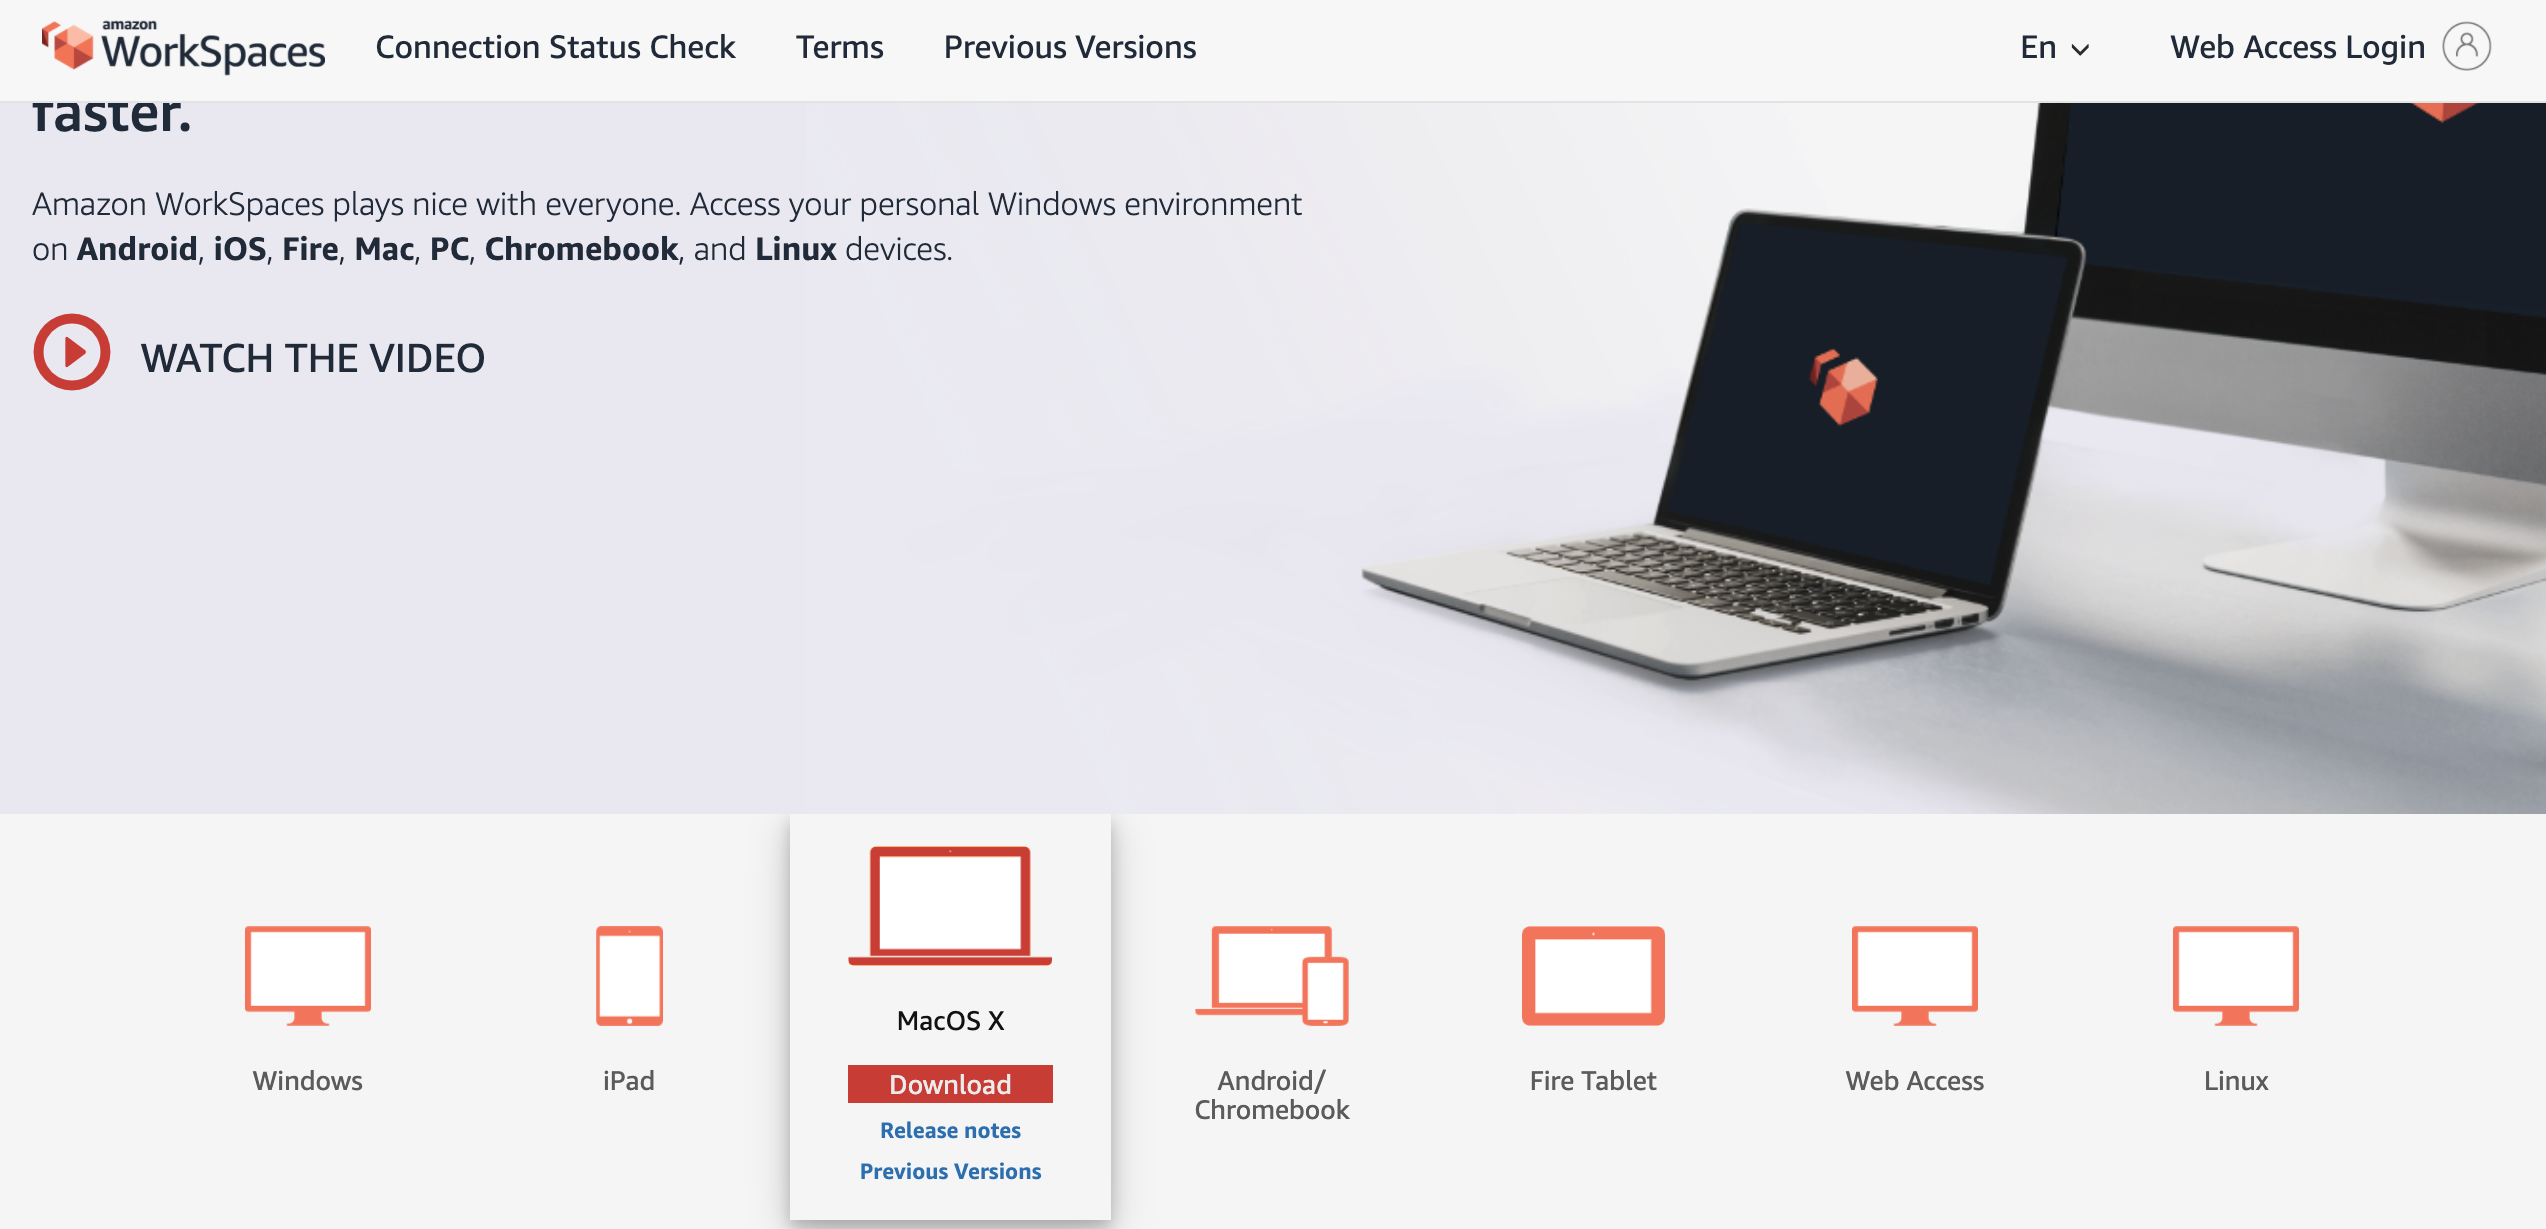 amazon
WorkSpaces
Connection Status Check
Terms
Previous Versions
En
Web Access Login
faster.
Amazon WorkSpaces plays nice with everyone. Access your personal Windows environment
on Android, iOS, Fire, Mac, PC, Chromebook, and Linux devices.
WATCH THE VIDEO
Windows
iPad
MacOS X
Download
Release notes
Previous Versions
Android/
Chromebook
Fire Tablet
Web Access
Linux